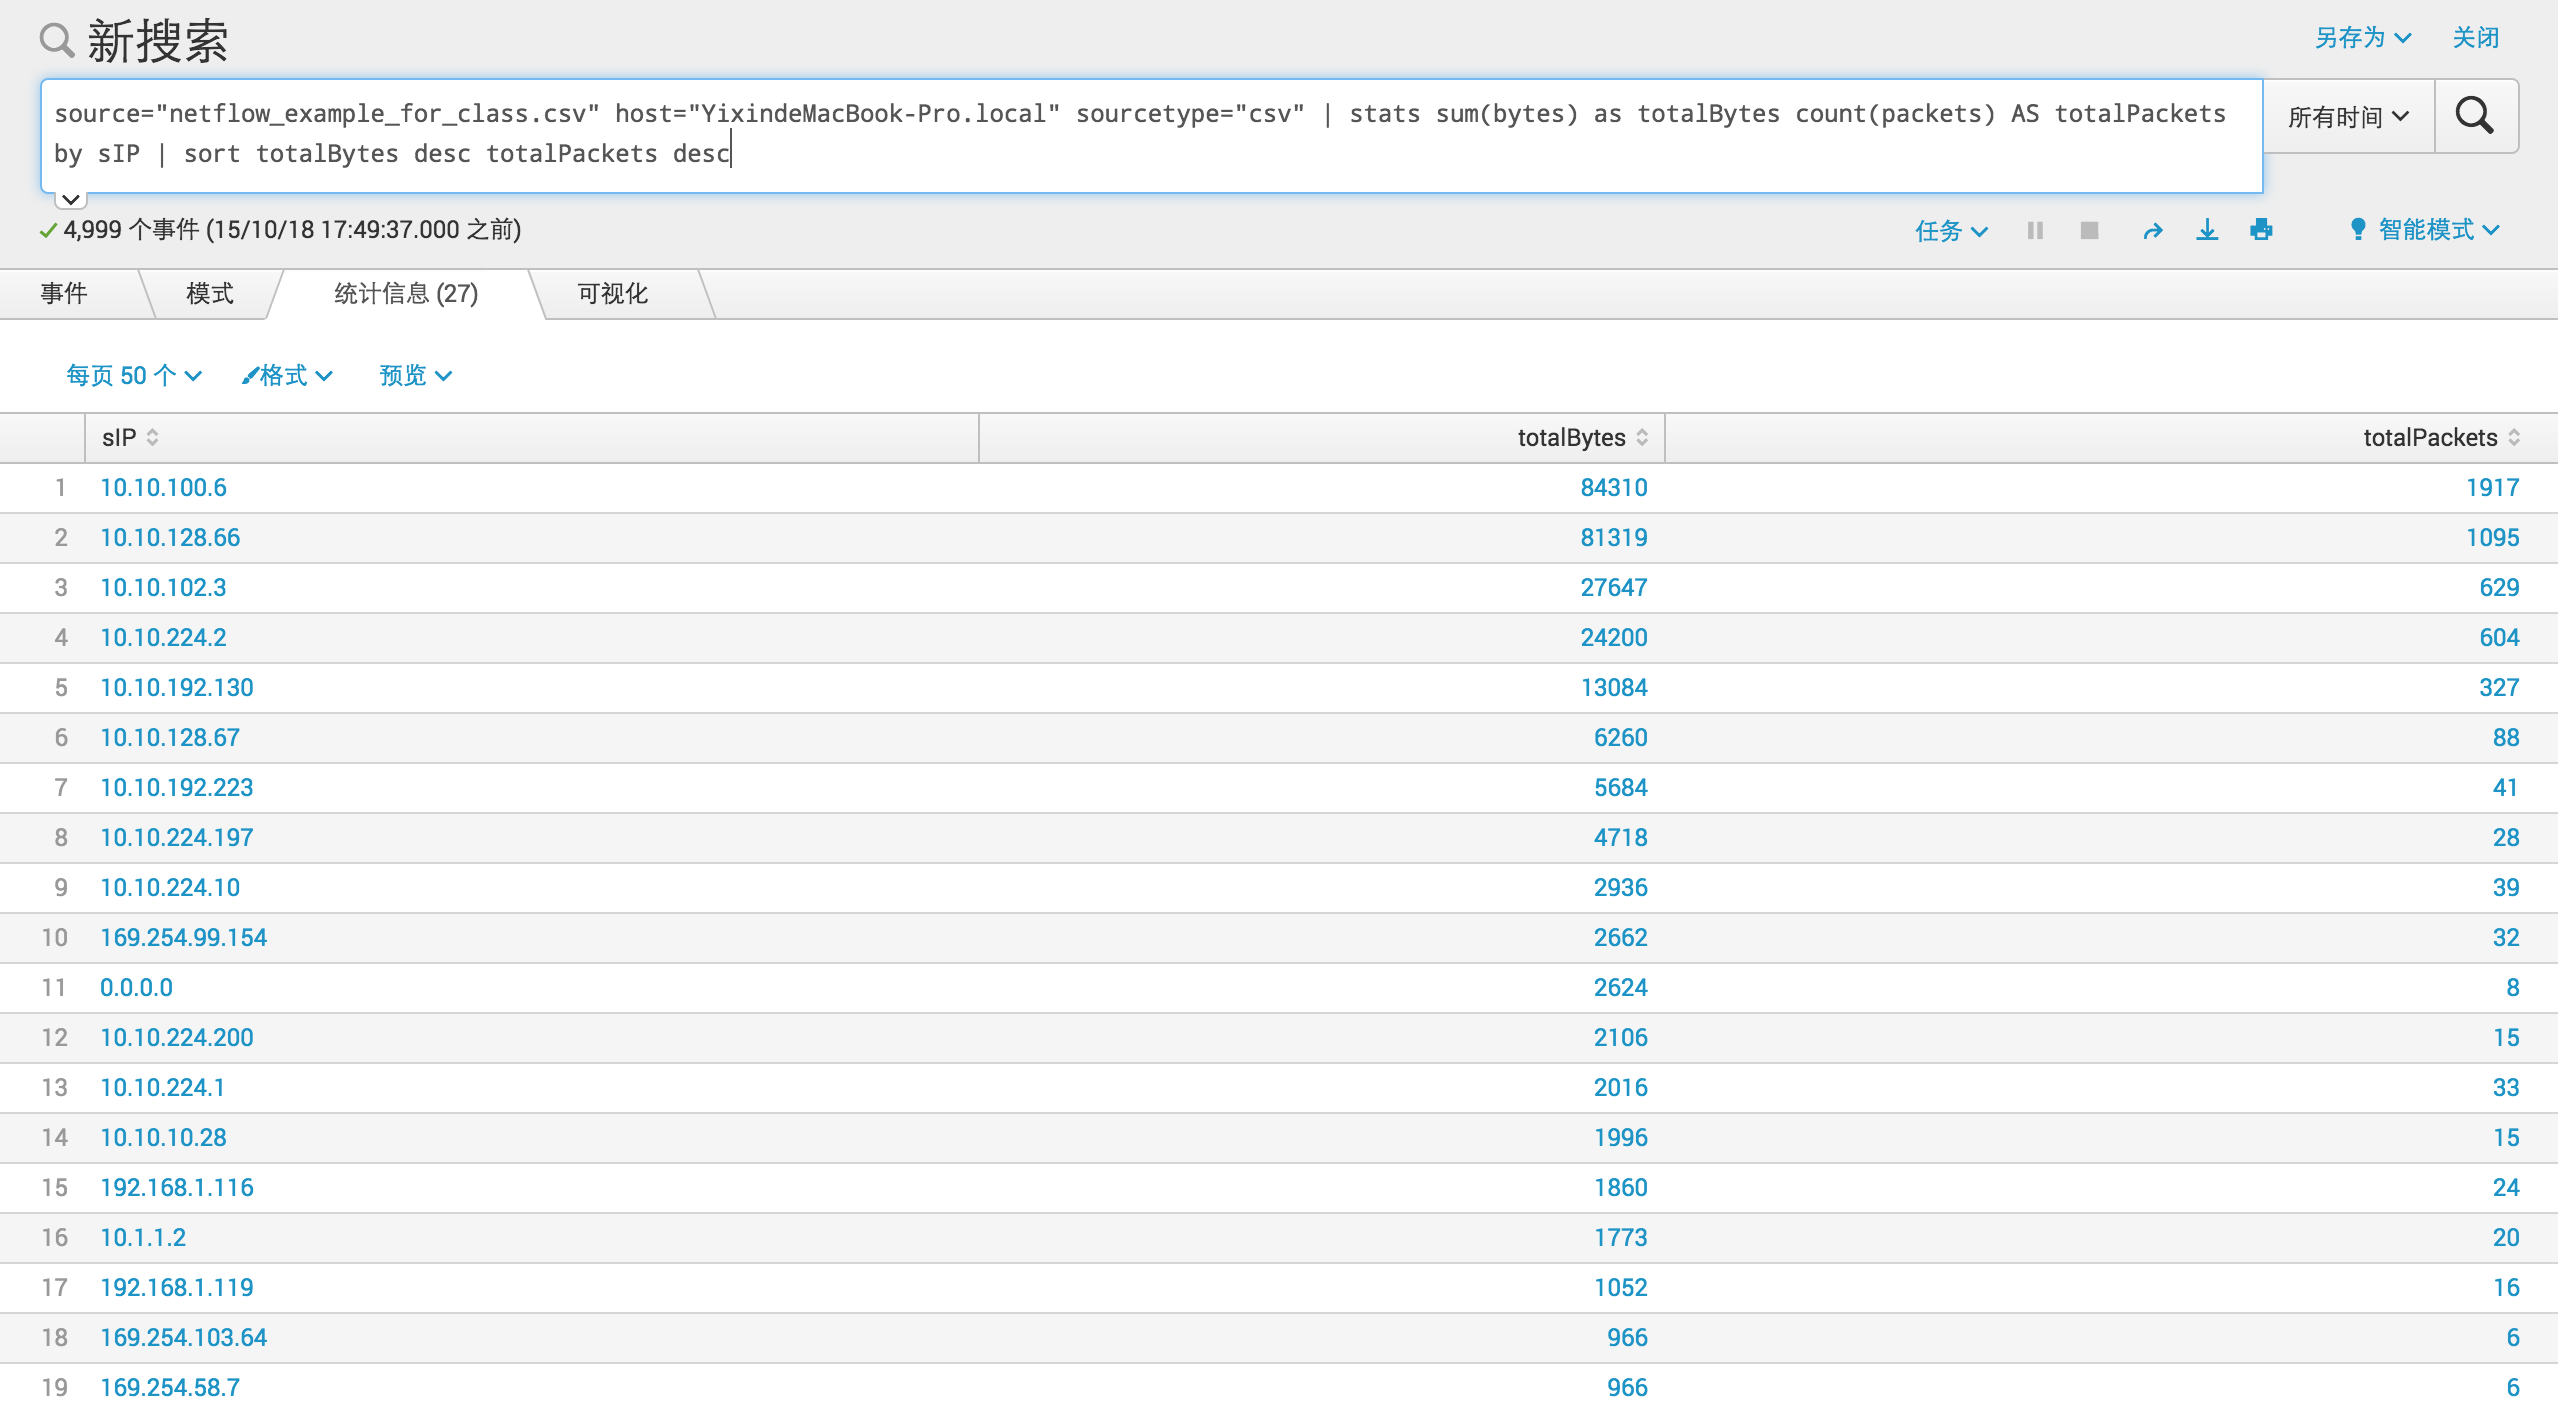 新搜索
另存为 关闭
source="netflow_example_for_class.csv" host="YixindeMacBook-Pro.local" sourcetype="csv" | stats sum(bytes) as totalBytes count(packets) AS totalPackets
by sIP | sort totalBytes desc totalPackets desc
所有时间
4,999 个事件 (15/10/18 17:49:37.000 之前)
任务 智能模式
事件 模式 统计信息 (27) 可视化
每页 50 个 格式 预览
sIP totalBytes totalPackets
1 10.10.100.6 84310 1917
2 10.10.128.66 81319 1095
3 10.10.102.3 27647 629
4 10.10.224.2 24200 604
5 10.10.192.130 13084 327
6 10.10.128.67 6260 88
7 10.10.192.223 5684 41
8 10.10.224.197 4718 28
9 10.10.224.10 2936 39
10 169.254.99.154 2662 32
11 0.0.0.0 2624 8
12 10.10.224.200 2106 15
13 10.10.224.1 2016 33
14 10.10.10.28 1996 15
15 192.168.1.116 1860 24
16 10.1.1.2 1773 20
17 192.168.1.119 1052 16
18 169.254.103.64 966 6
19 169.254.58.7 966 6